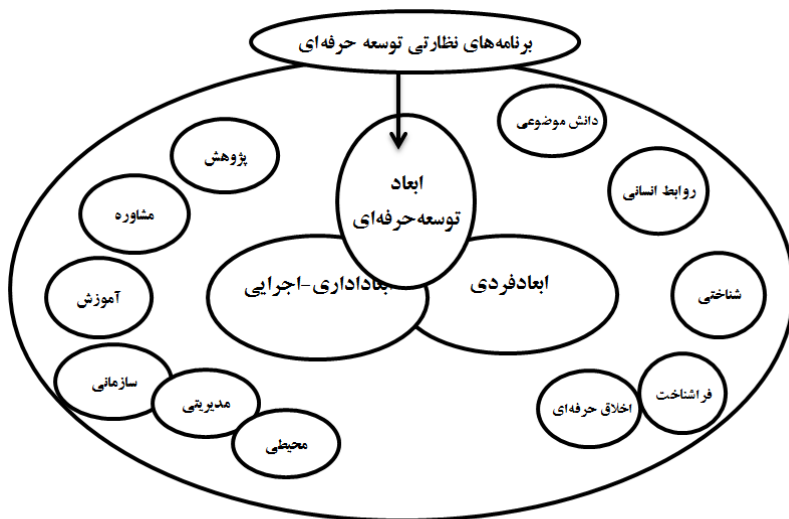 برنامه‌های نظارتی توسعه حرفه‌ای
دانش موضوعی
پژوهش
روابط انسانی
ابعاد
توسعه‌حرفه‌ای
مشاوره
ابعادفردی
ابعاداداری-اجرایی
شناختی
آموزش
فراشناخت
سازمانی
اخلاق حرفه‌ای
مدیریتی
محیطی